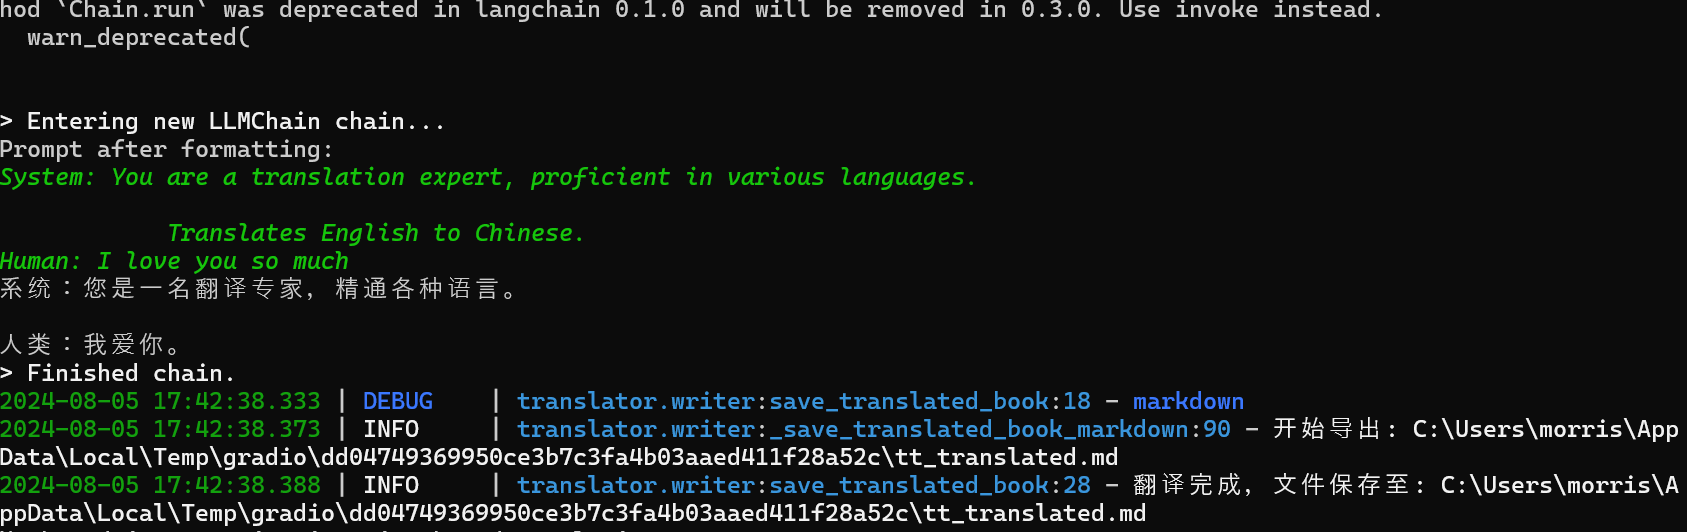 hod `Chain.run` was deprecated in langchain 0.1.0 and will be removed in 0.3.0. Use invoke instead.
  warn_deprecated(
> Entering new LLMChain chain...
Prompt after formatting:
System: You are a translation expert, proficient in various languages.
            Translates English to Chinese.
Human: I love you so much
系统：您是一名翻译专家，精通各种语言。
人类：我爱你。
> Finished chain.
2024-08-05 17:42:38.333 | DEBUG    | translator.writer:save_translated_book:18 - markdown
2024-08-05 17:42:38.373 | INFO     | translator.writer:_save_translated_book_markdown:90 - 开始导出: C:\Users\morris\App
Data\Local\Temp\gradio\dd04749369950ce3b7c3fa4b03aaed411f28a52c\tt_translated.md
2024-08-05 17:42:38.388 | INFO     | translator.writer:save_translated_book:28 - 翻译完成，文件保存至: C:\Users\morris\A
ppData\Local\Temp\gradio\dd04749369950ce3b7c3fa4b03aaed411f28a52c\tt_translated.md